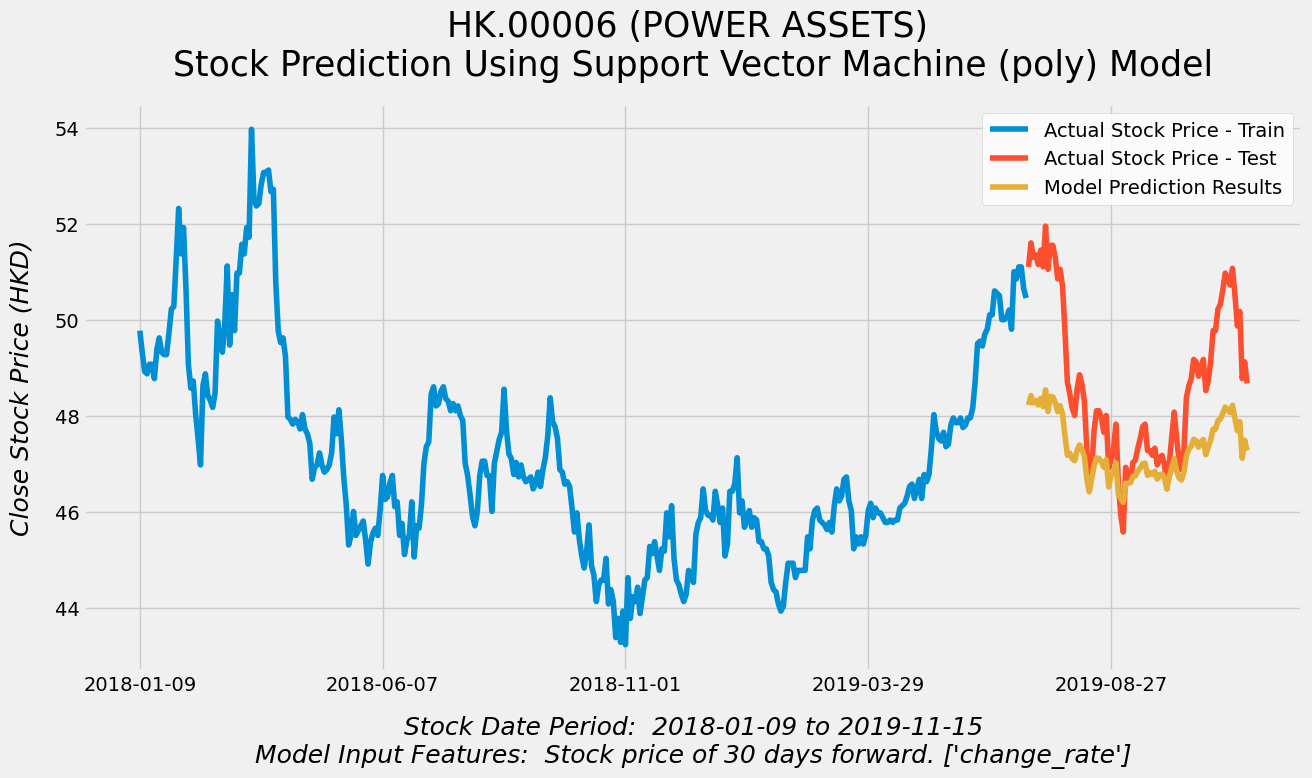 HK.00006 (POWER ASSETS)
Stock Prediction Using Support Vector Machine (poly) Model
Actual Stock Price - Train
Actual Stock Price - Test
Model Prediction Results
Close Stock Price (HKD)
54
52
50
48
46
44
2018-01-09
2018-06-07
2018-11-01
2019-03-29
2019-08-27
Stock Date Period:  2018-01-09 to 2019-11-15
Model Input Features:  Stock price of 30 days forward. ['change_rate']